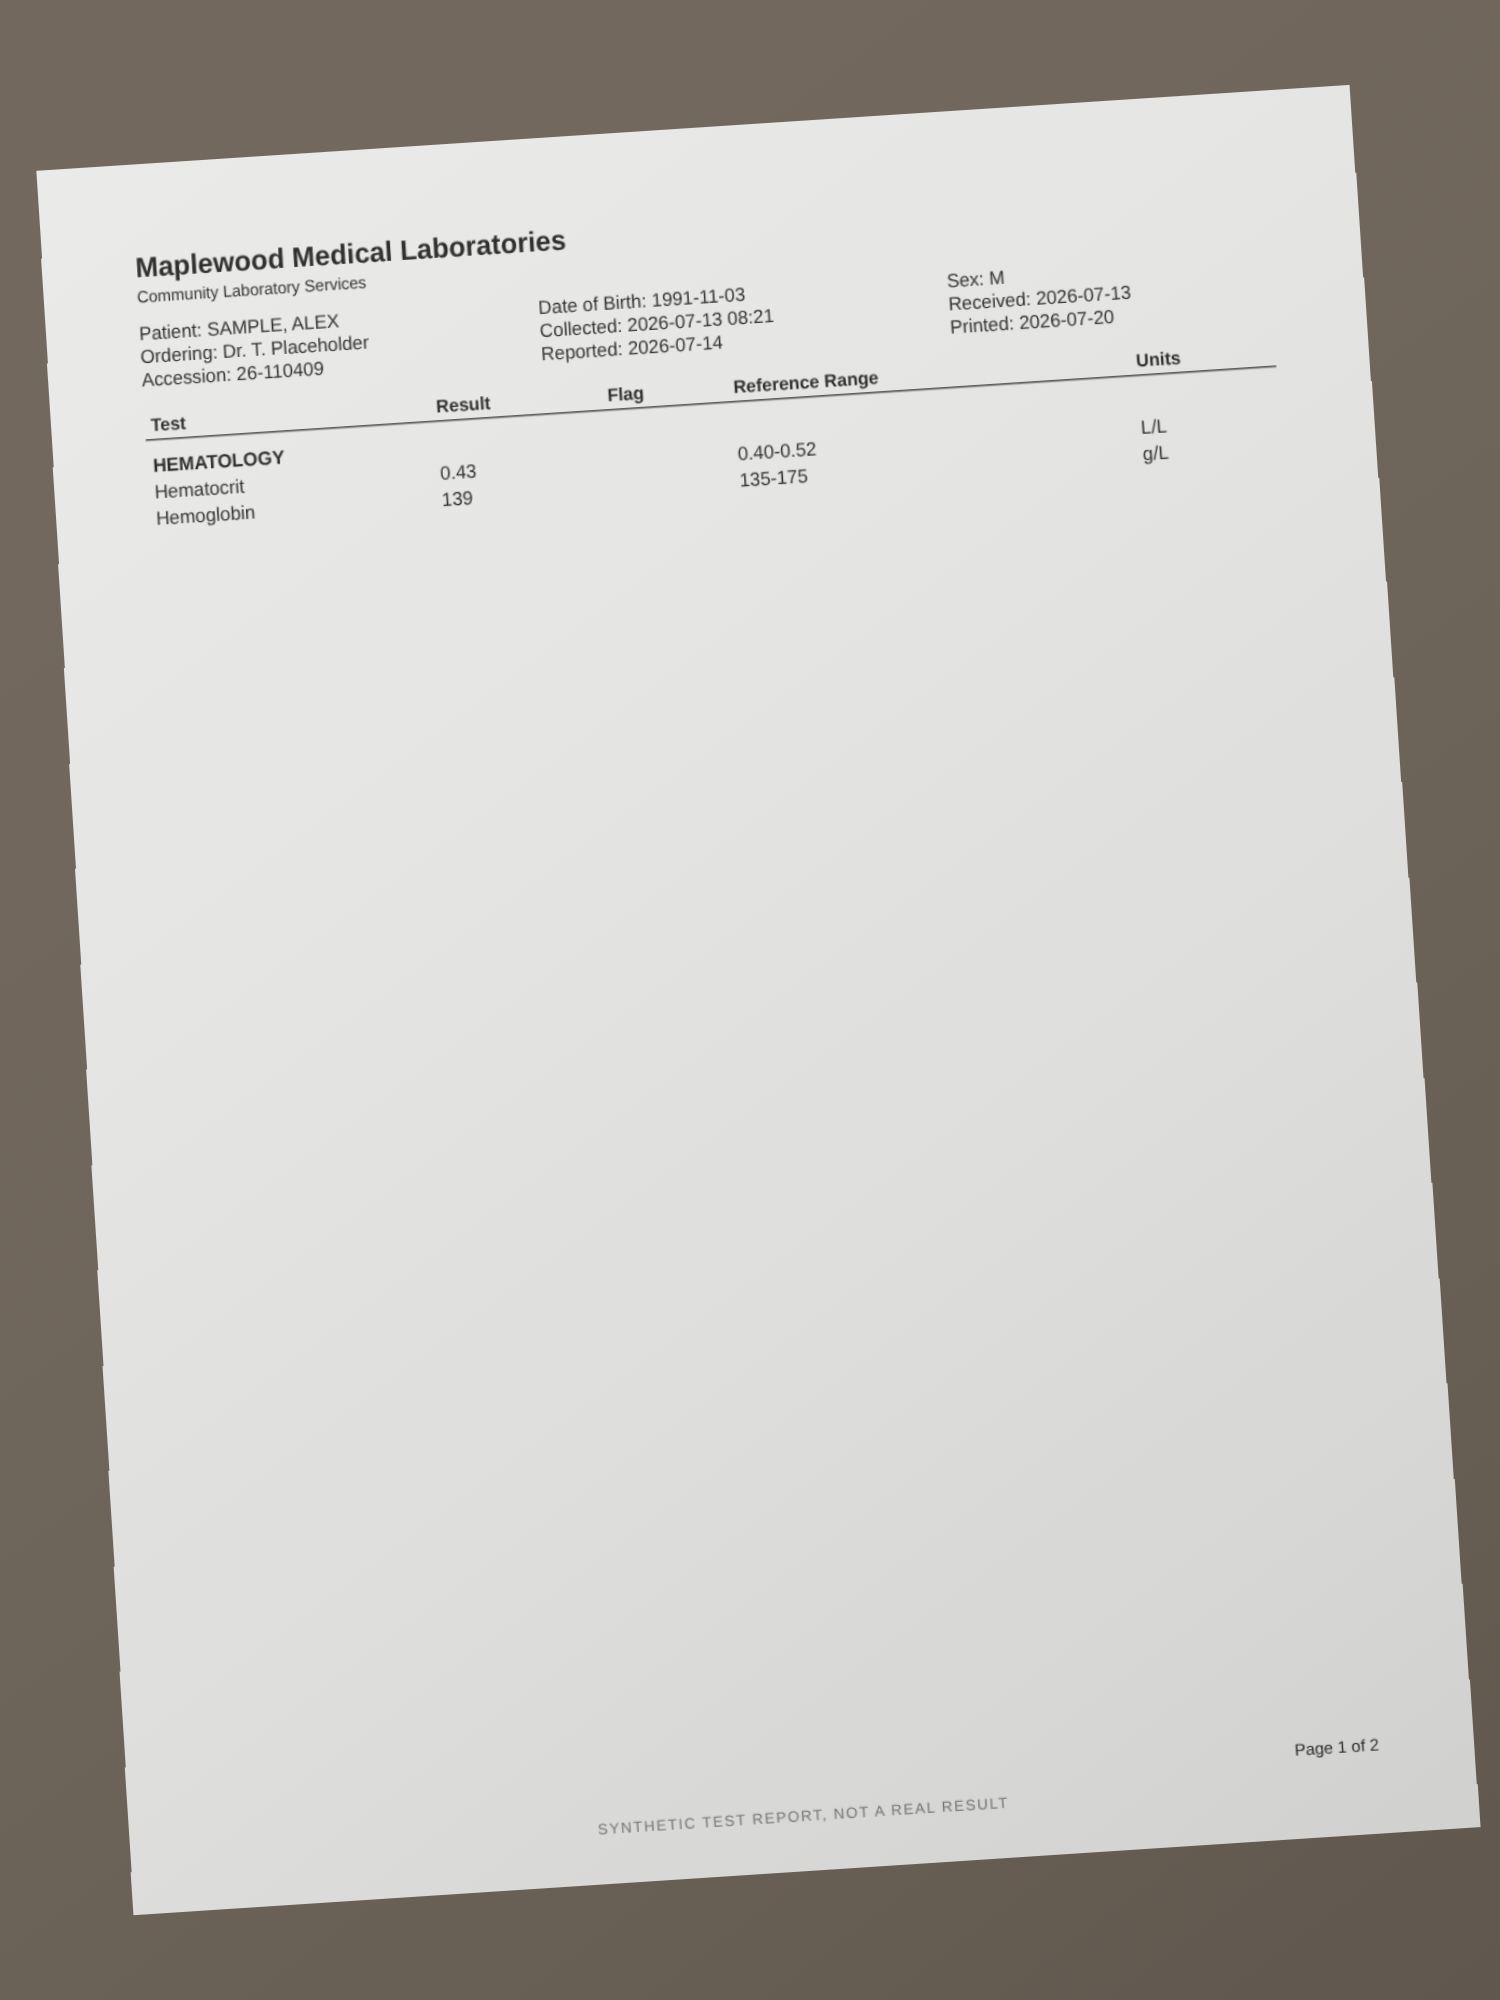 Maplewood Medical Laboratories
Community Laboratory Services
Patient: SAMPLE, ALEX Date of Birth: 1991-11-03 Sex: M
Ordering: Dr. T. Placeholder Collected: 2026-07-13 08:21 Received: 2026-07-13
Accession: 26-110409 Reported: 2026-07-14 Printed: 2026-07-20
Test Result Flag Reference Range Units
HEMATOLOGY
Hematocrit 0.43 0.40-0.52 L/L
Hemoglobin 139 135-175 g/L
Page 1 of 2
SYNTHETIC TEST REPORT, NOT A REAL RESULT